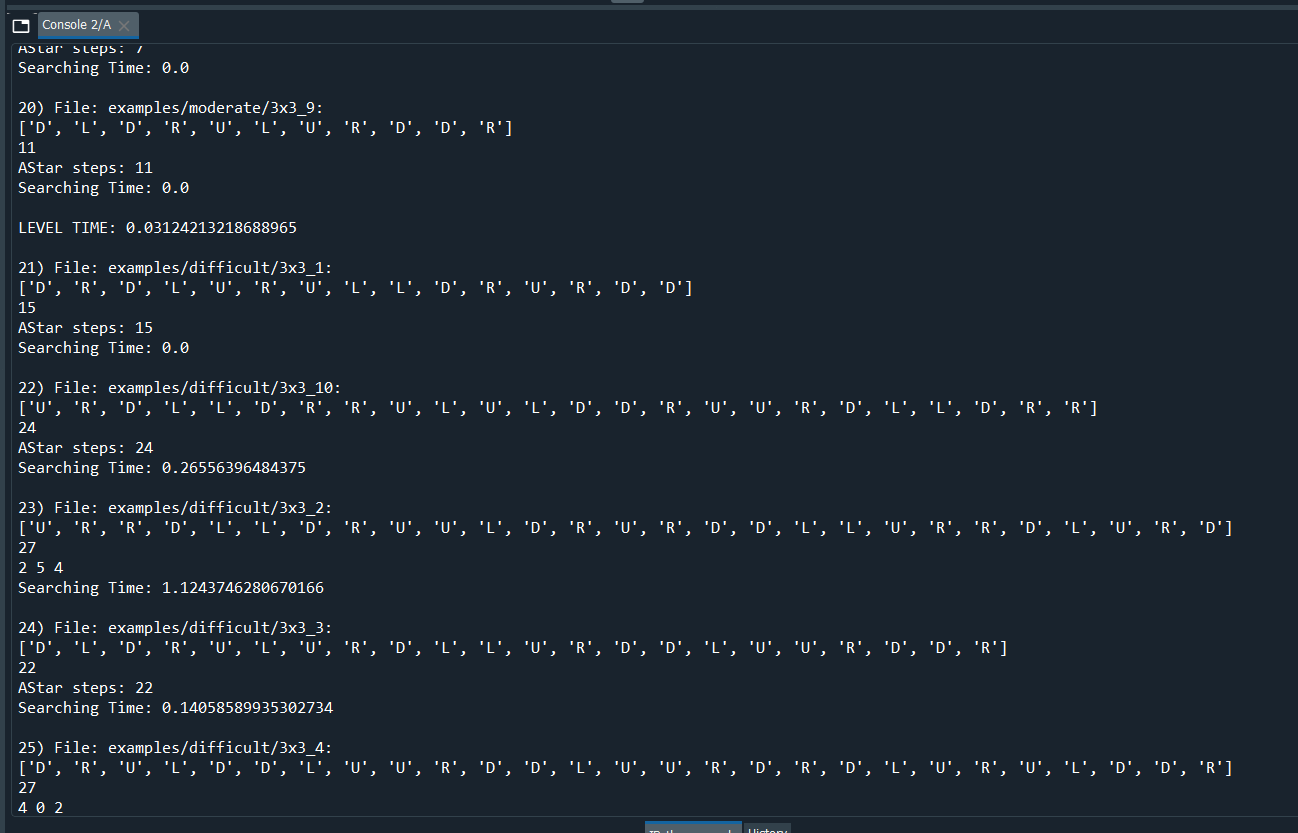 Console 2/A
AStar steps: 7
Searching Time: 0.0
20) File: examples/moderate/3x3_9:
['D', 'L', 'D', 'R', 'U', 'L', 'U', 'R', 'D', 'D', 'R']
11
AStar steps: 11
Searching Time: 0.0
LEVEL TIME: 0.03124213218688965
21) File: examples/difficult/3x3_1:
['D', 'R', 'D', 'L', 'U', 'R', 'U', 'L', 'L', 'D', 'R', 'U', 'R', 'D', 'D']
15
AStar steps: 15
Searching Time: 0.0
22) File: examples/difficult/3x3_10:
['U', 'R', 'D', 'L', 'L', 'D', 'R', 'R', 'U', 'L', 'U', 'L', 'D', 'D', 'R', 'U', 'U', 'R', 'D', 'L', 'L', 'D', 'R', 'R']
24
AStar steps: 24
Searching Time: 0.26556396484375
23) File: examples/difficult/3x3_2:
['U', 'R', 'R', 'D', 'L', 'L', 'D', 'R', 'U', 'U', 'L', 'D', 'R', 'U', 'R', 'D', 'D', 'L', 'L', 'U', 'R', 'R', 'D', 'L', 'U', 'R', 'D']
27
2 5 4
Searching Time: 1.1243746280670166
24) File: examples/difficult/3x3_3:
['D', 'L', 'D', 'R', 'U', 'L', 'U', 'R', 'D', 'L', 'L', 'U', 'R', 'D', 'D', 'L', 'U', 'U', 'R', 'D', 'D', 'R']
22
AStar steps: 22
Searching Time: 0.14058589935302734
25) File: examples/difficult/3x3_4:
['D', 'R', 'U', 'L', 'D', 'D', 'L', 'U', 'U', 'R', 'D', 'D', 'L', 'U', 'U', 'R', 'D', 'R', 'D', 'L', 'U', 'R', 'U', 'L', 'D', 'D', 'R']
27
4 0 2
History